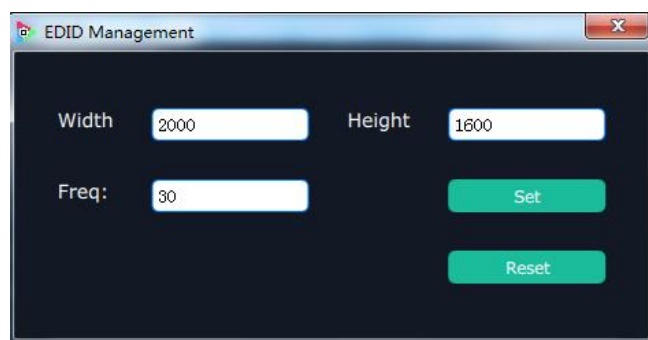 EDID Management
Width 2000 Height 1600
Freq: 30 Set
Reset